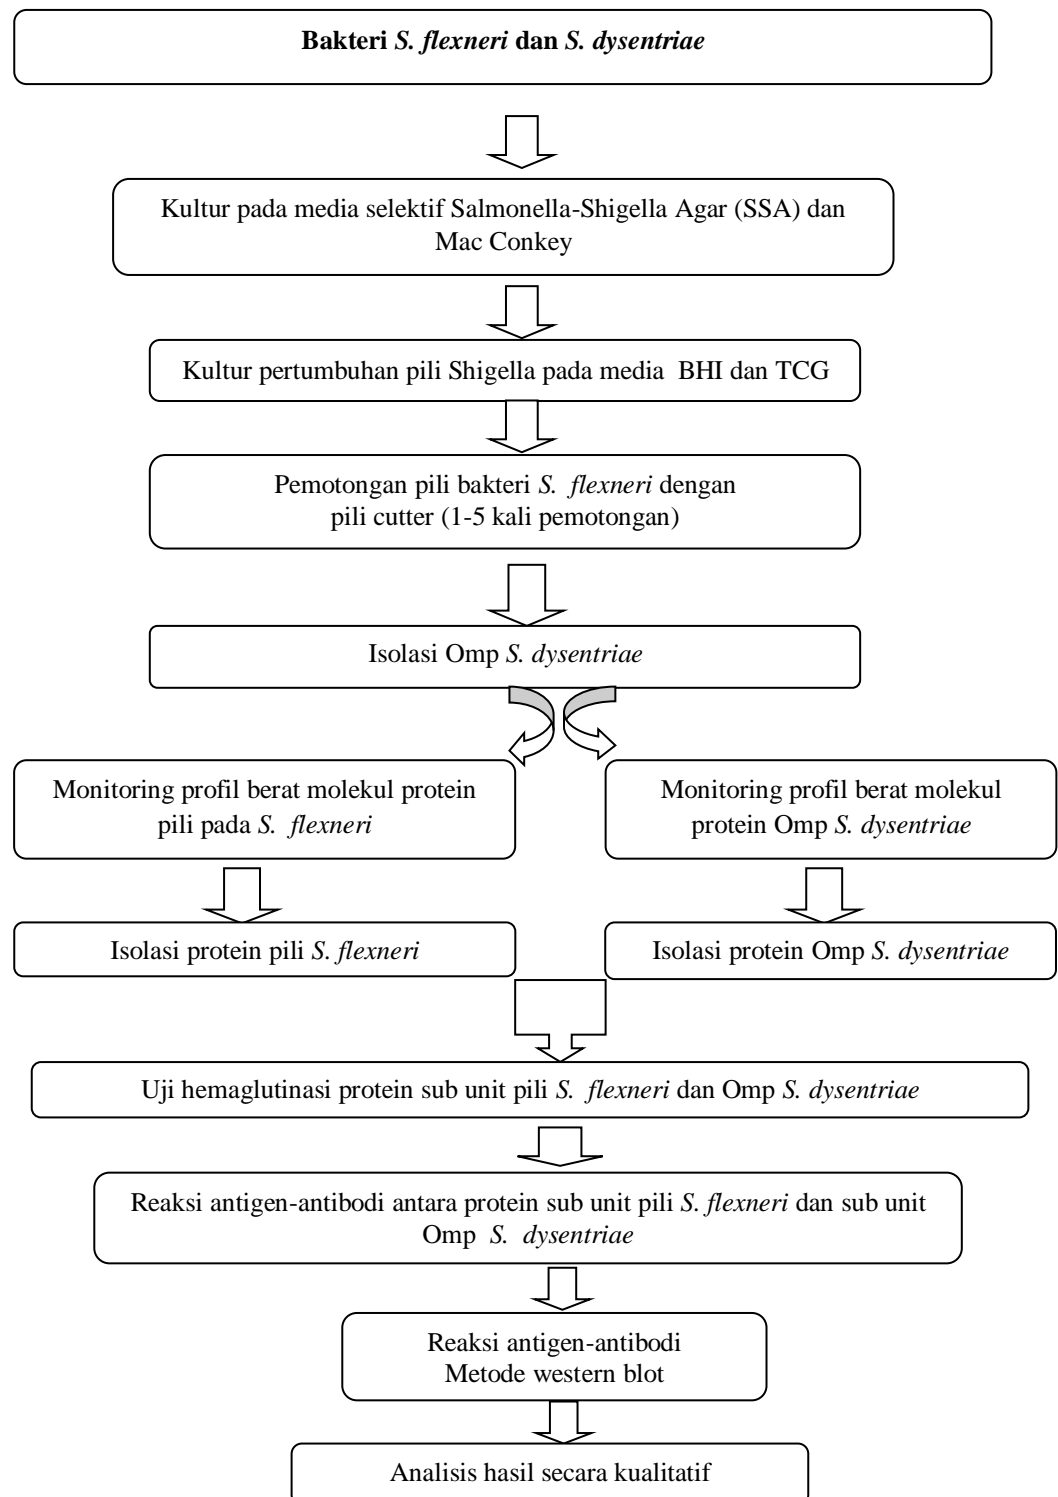 Bakteri S. flexneri dan S. dysentriae
Kultur pada media selektif Salmonella-Shigella Agar (SSA) dan
Mac Conkey
Kultur pertumbuhan pili Shigella pada media BHI dan TCG
Pemotongan pili bakteri S. flexneri dengan
pili cutter (1-5 kali pemotongan)
Isolasi Omp S. dysentriae
Monitoring profil berat molekul protein
pili pada S. flexneri
Monitoring profil berat molekul
protein Omp S. dysentriae
Isolasi protein pili S. flexneri
Isolasi protein Omp S. dysentriae
Uji hemaglutinasi protein sub unit pili S. flexneri dan Omp S. dysentriae
Reaksi antigen-antibodi antara protein sub unit pili S. flexneri dan sub unit
Omp S. dysentriae
Reaksi antigen-antibodi
Metode western blot
Analisis hasil secara kualitatif